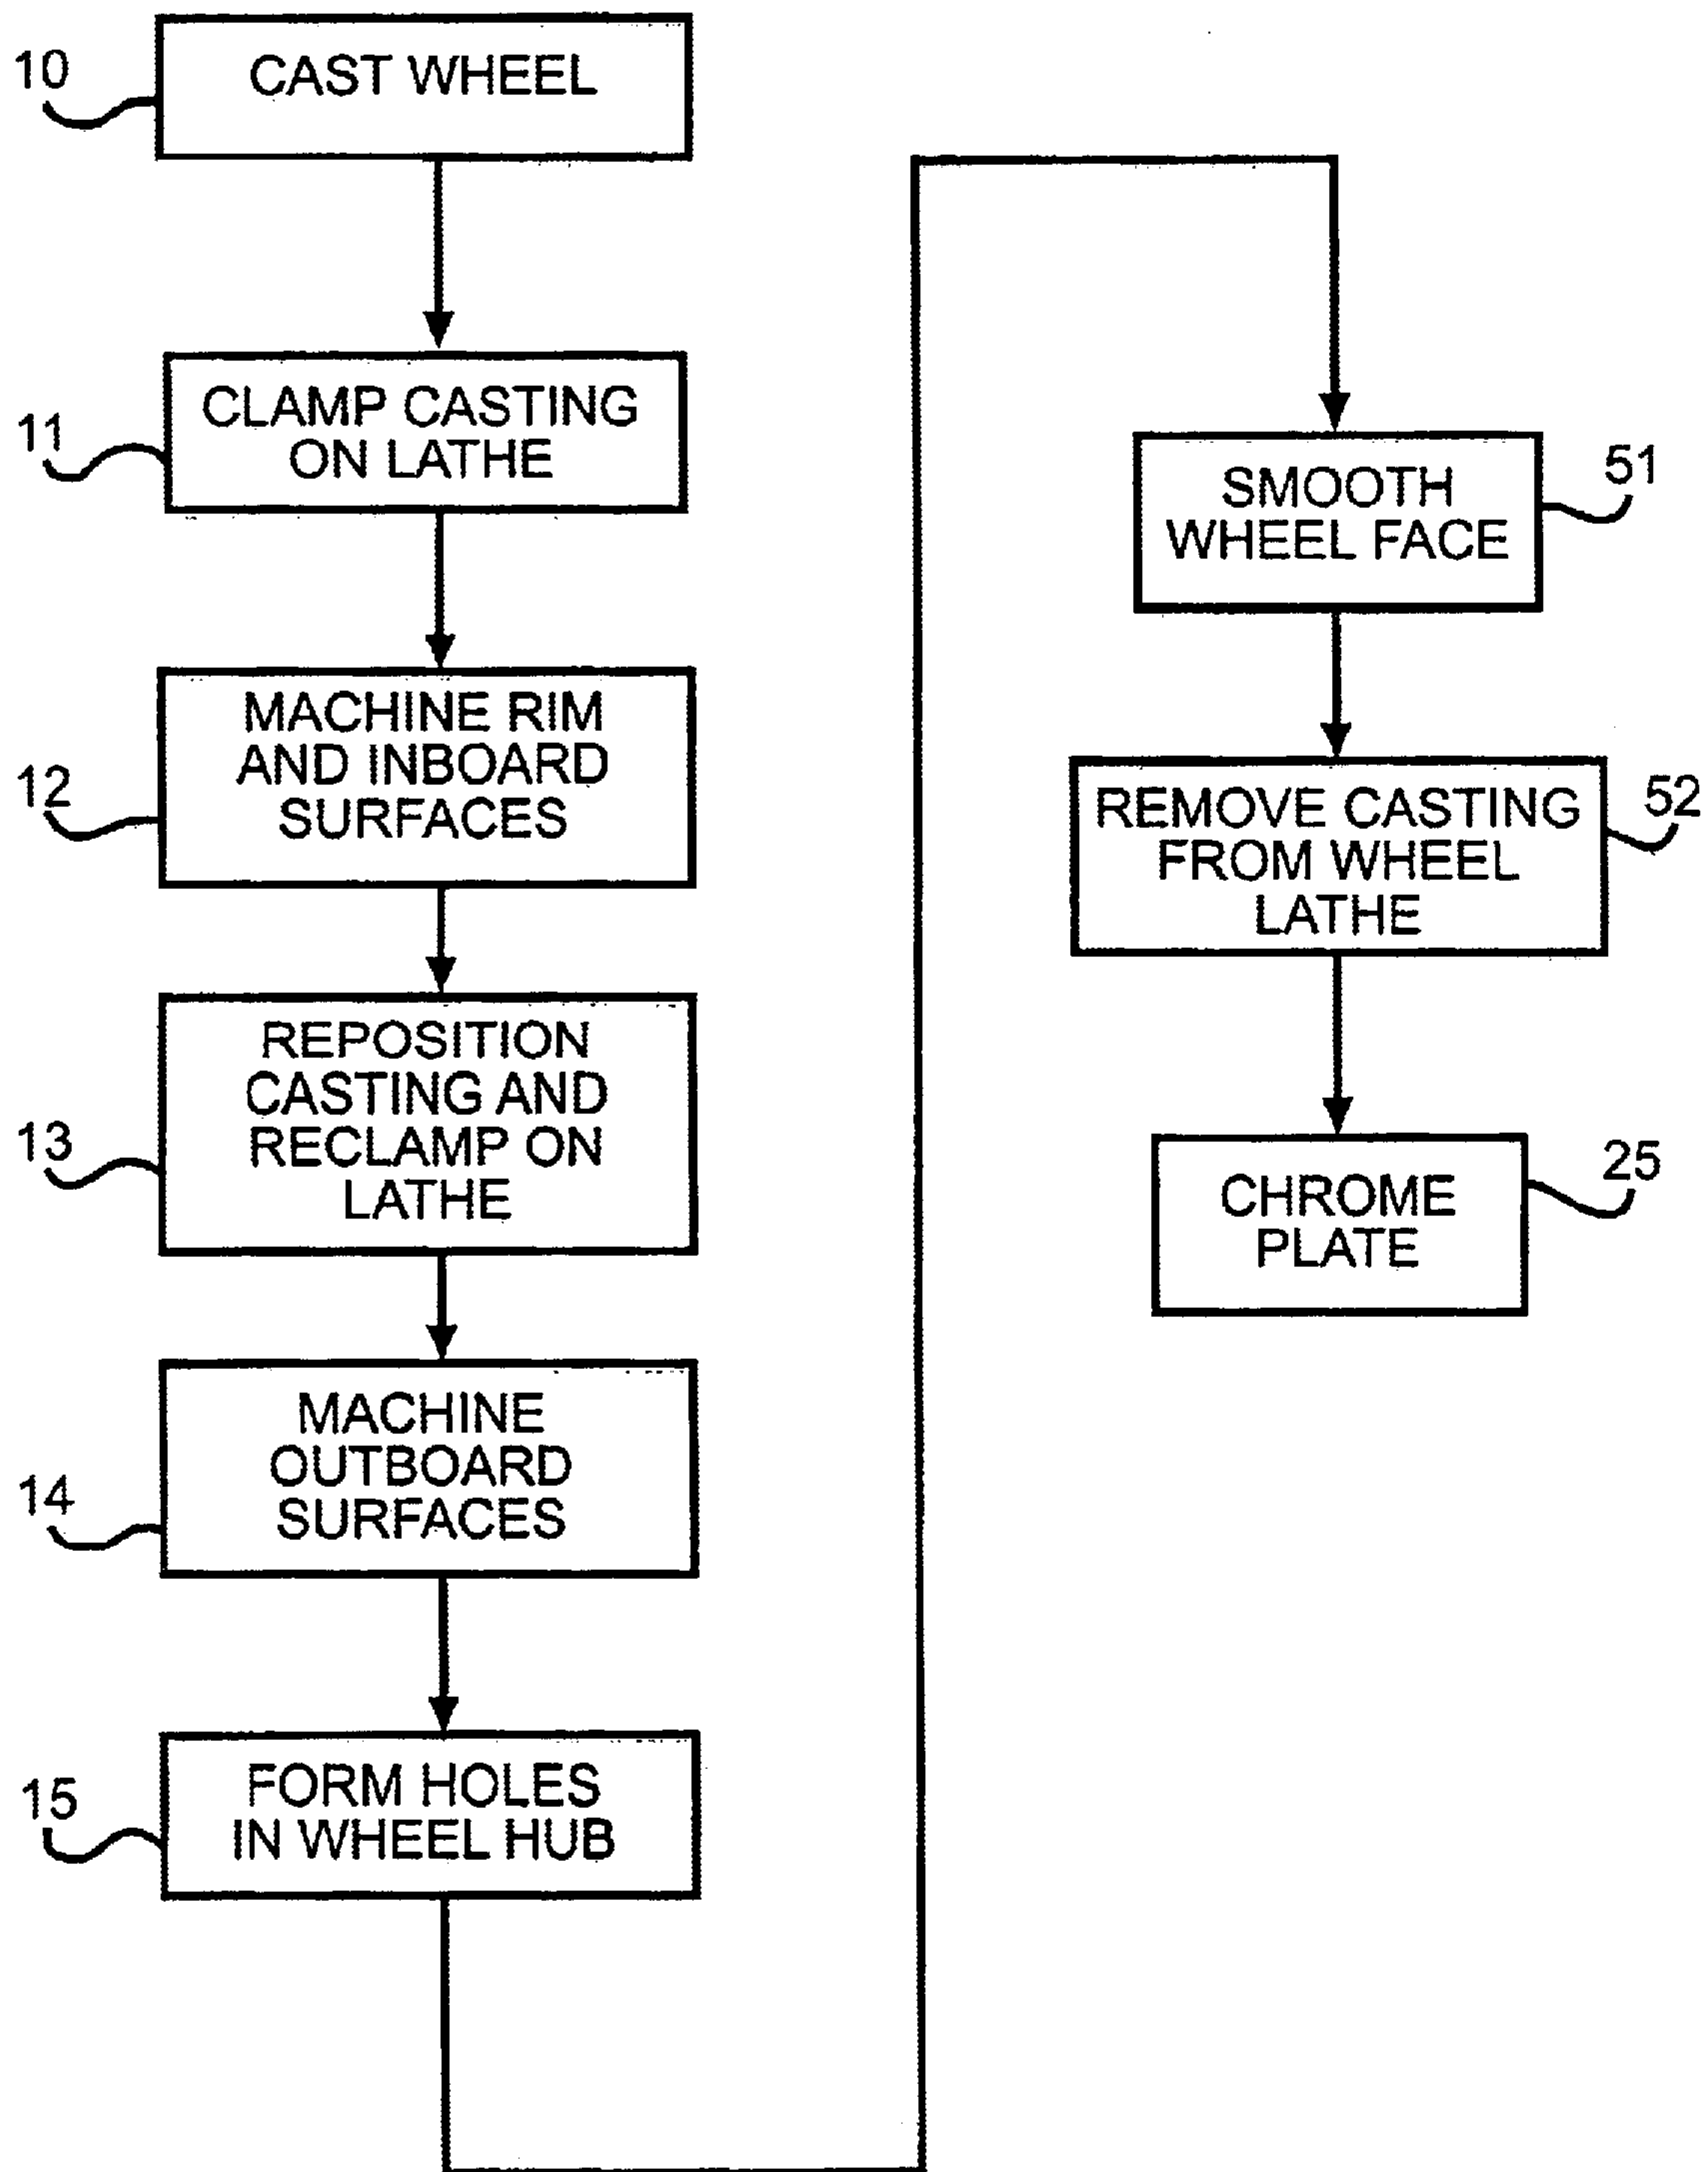 10
CAST WHEEL
11
CLAMP CASTING
ON LATHE
12
MACHINE RIM
AND INBOARD
SURFACES
13
REPOSITION
CASTING AND
RECLAMP ON
LATHE
14
MACHINE
OUTBOARD
SURFACES
15
FORM HOLES
IN WHEEL HUB
51
SMOOTH
WHEEL FACE
52
REMOVE CASTING
FROM WHEEL
LATHE
25
CHROME
PLATE